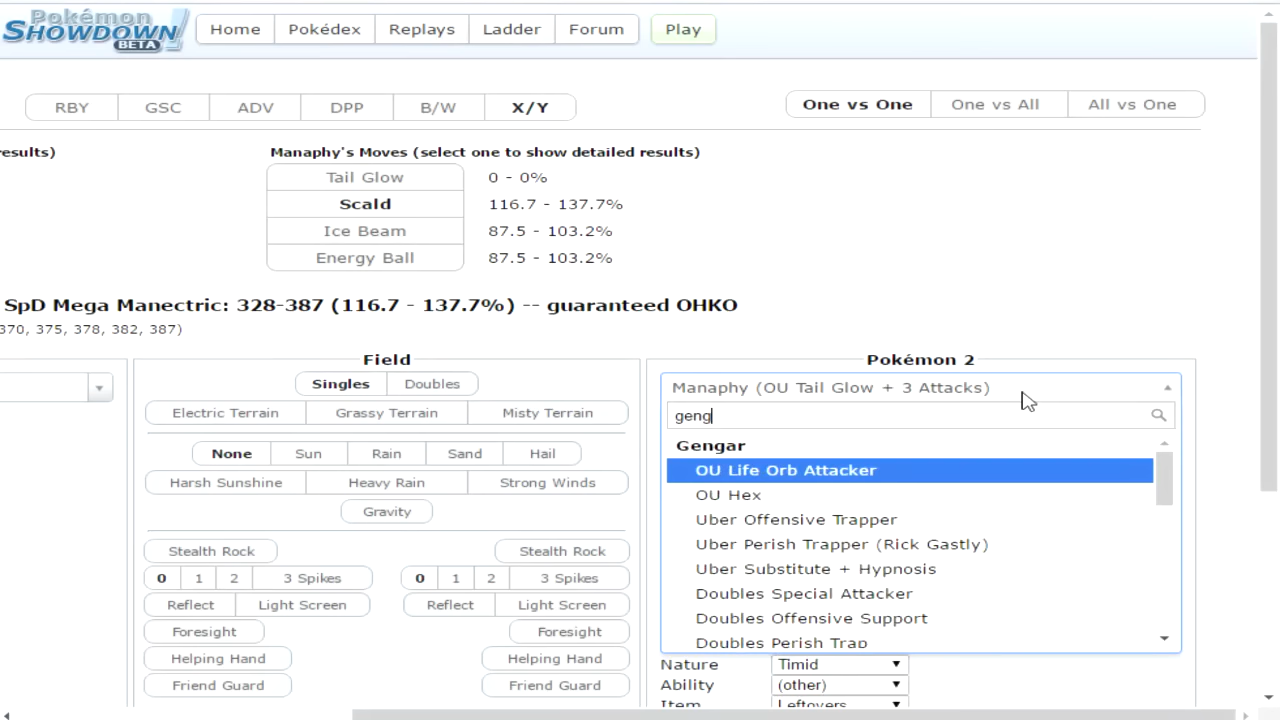 Pokémon
SHOWDOWN!
BETA
Home Pokédex Replays Ladder Forum Play
RBY GSC ADV DPP B/W X/Y One vs One One vs All All vs One
esults) Manaphy's Moves (select one to show detailed results)
Tail Glow 0 - 0%
Scald 116.7 - 137.7%
Ice Beam 87.5 - 103.2%
Energy Ball 87.5 - 103.2%
SpD Mega Manectric: 328-387 (116.7 - 137.7%) -- guaranteed OHKO
370, 375, 378, 382, 387)
Field
Singles Doubles
Electric Terrain Grassy Terrain Misty Terrain
None Sun Rain Sand Hail
Harsh Sunshine Heavy Rain Strong Winds
Gravity
Stealth Rock Stealth Rock
0 1 2 3 Spikes 0 1 2 3 Spikes
Reflect Light Screen Reflect Light Screen
Foresight Foresight
Helping Hand Helping Hand
Friend Guard Friend Guard
Pokémon 2
Manaphy (OU Tail Glow + 3 Attacks)
geng
Gengar
OU Life Orb Attacker
OU Hex
Uber Offensive Trapper
Uber Perish Trapper (Rick Gastly)
Uber Substitute + Hypnosis
Doubles Special Attacker
Doubles Offensive Support
Doubles Perish Trap
Nature Timid
Ability (other)
Item Leftovers